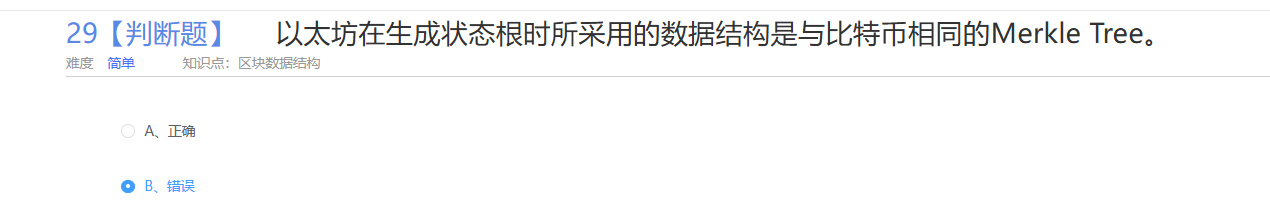 29【判断题】 以太坊在生成状态根时所采用的数据结构是与比特币相同的Merkle Tree。
难度 简单 知识点：区块数据结构
A、正确
B、错误